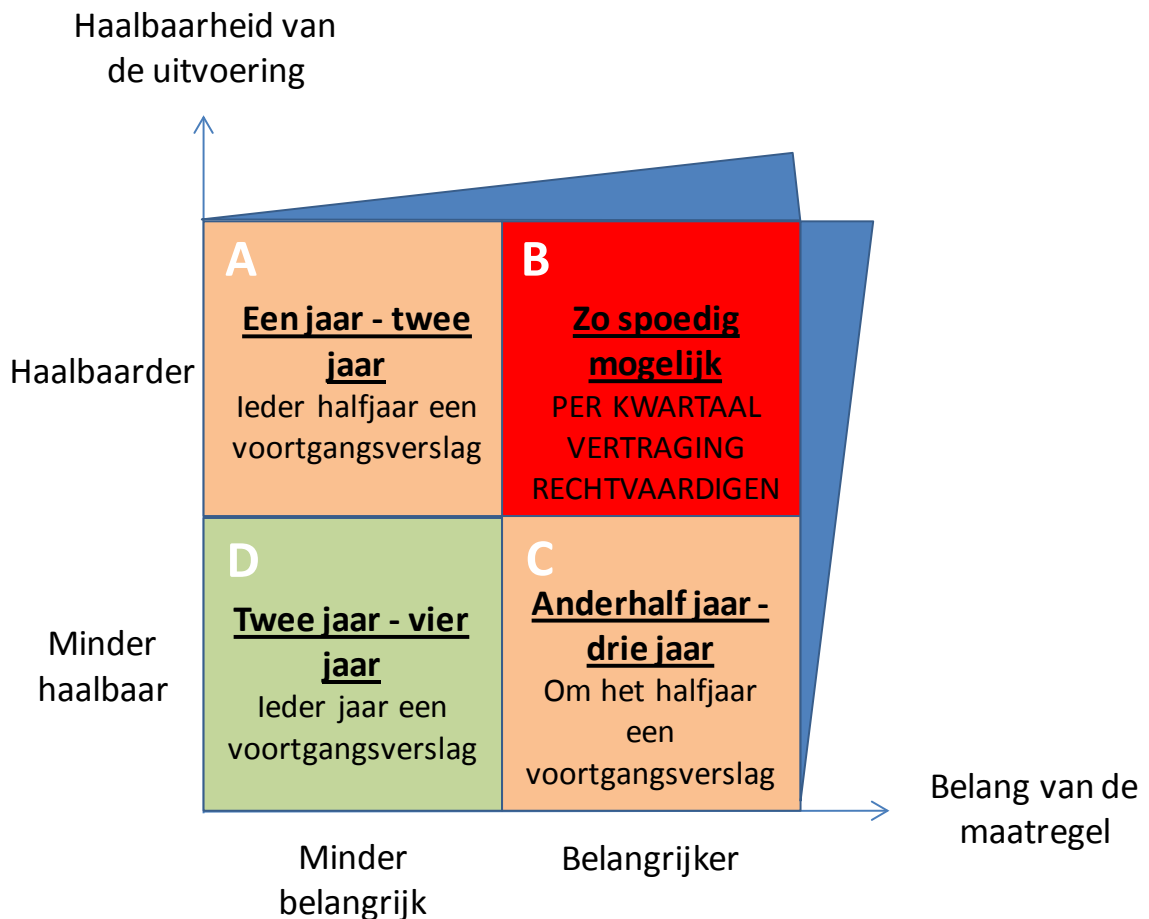 Haalbaarheid van
de uitvoering
A
Een jaar - twee
jaar
Ieder halfjaar een
voortgangsverslag
B
Zo spoedig
mogelijk
PER KWARTAAL
VERTRAGING
RECHTVAARDIGEN
Haalbaarder
D
Twee jaar - vier
jaar
Ieder jaar een
voortgangsverslag
C
Anderhalf jaar -
drie jaar
Om het halfjaar
een
voortgangsverslag
Minder
haalbaar
Belang van de
maatregel
Minder
belangrijk
Belangrijker